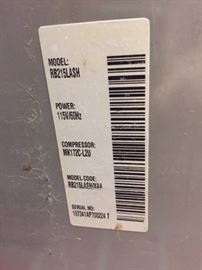 MODEL:
RB215LASH
POWER:
115V/60Hz
COMPRESSOR:
MK172C-L2U
MODEL CODE:
RB215LASH/XAA
SERIAL NO: